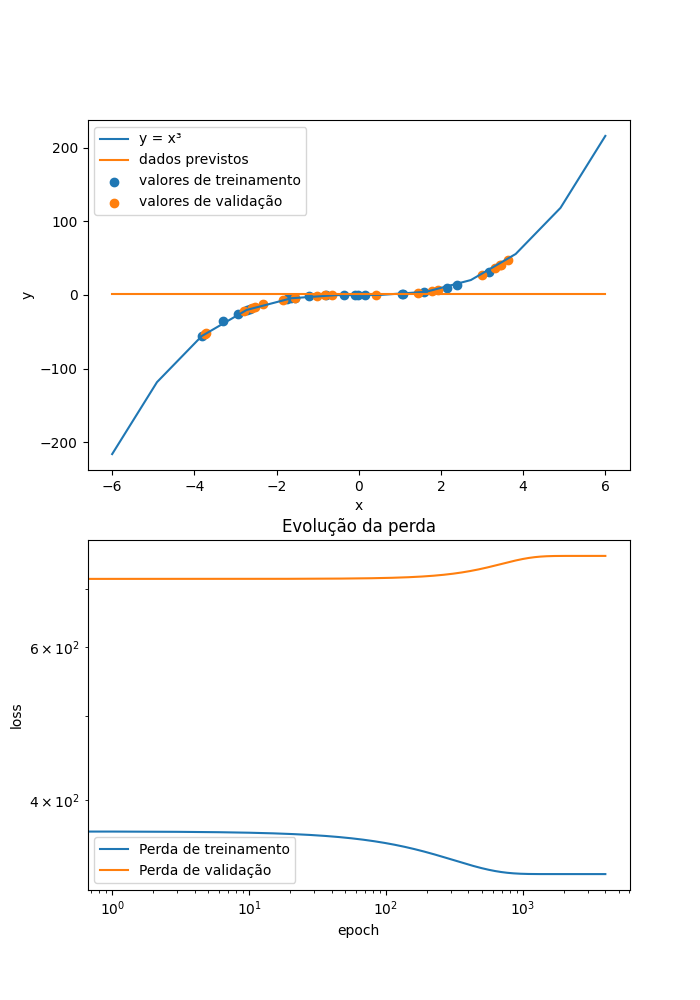 y = x³
dados previstos
valores de treinamento
valores de validação
200
100
0
−100
−200
y
−6
−4
−2
0
2
4
6
x
Evolução da perda
6 × 10²
4 × 10²
loss
Perda de treinamento
Perda de validação
10⁰
10¹
10²
10³
epoch